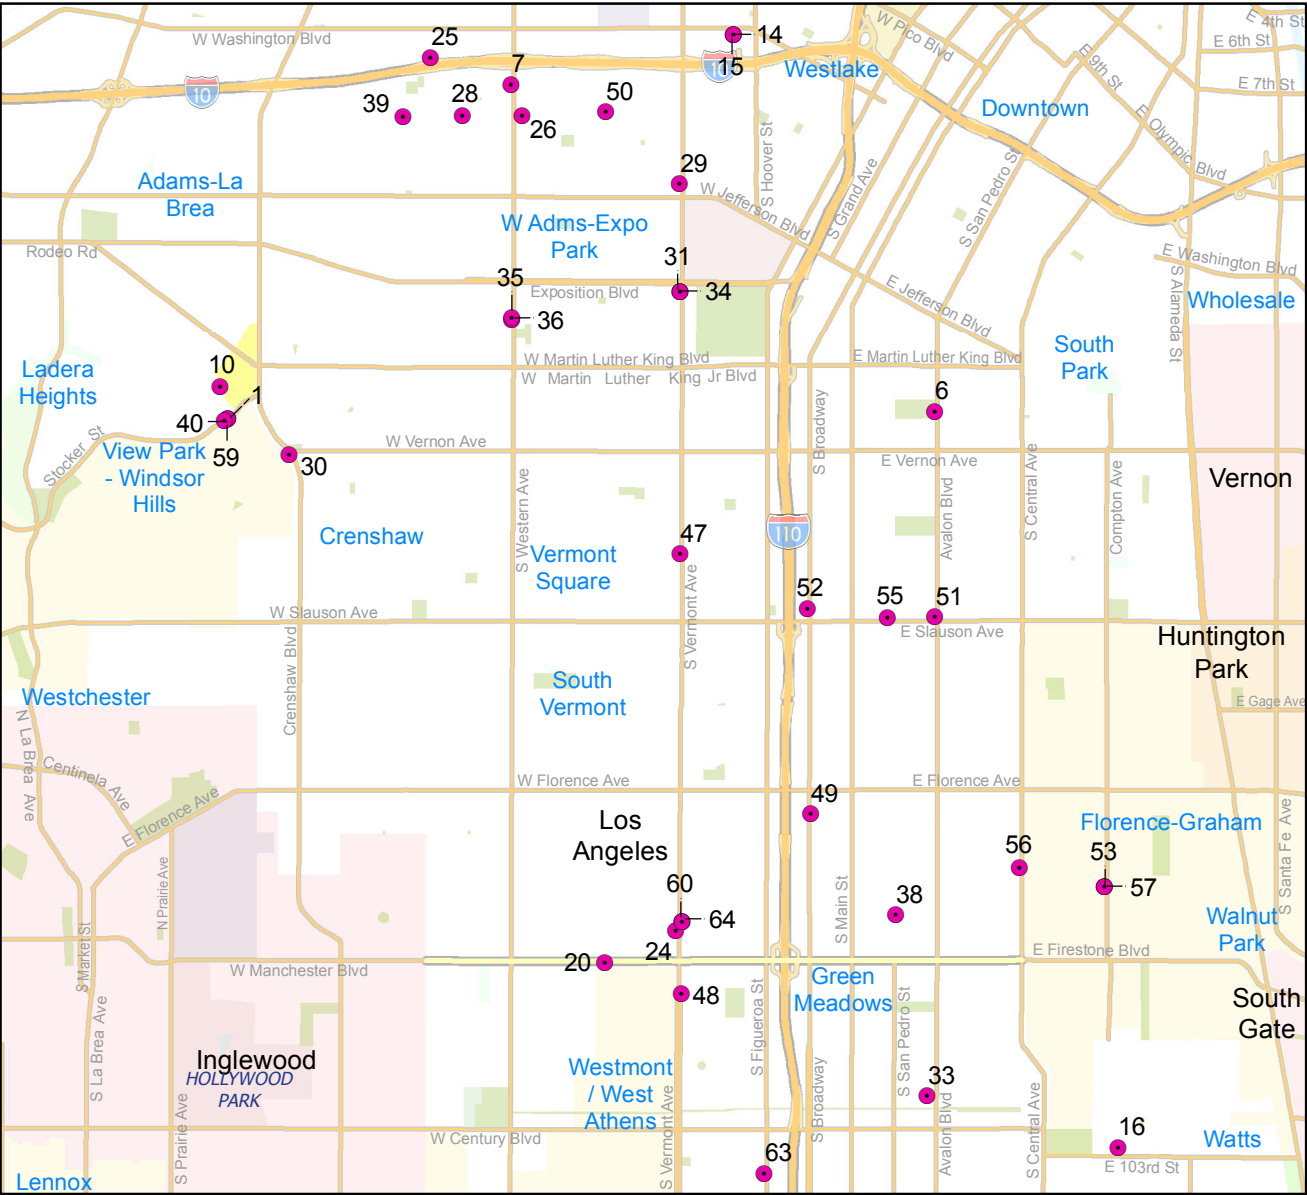 E 4th St
W Pico Blvd
W Washington Blvd
25
14
E 6th St
7
15
10
10
Westlake
E 9th St
E 7th St
39
28
50
Downtown
26
E Olympic Blvd
S Hoover St
29
Adams-La
Brea
W Jefferson Blvd
S Grand Ave
S San Pedro St
W Adms-Expo
Park
Rodeo Rd
31
E Washington Blvd
35
Exposition Blvd
34
E Jefferson Blvd
S Alameda St
Wholesale
36
South
Park
W Martin Luther King Blvd
E Martin Luther King Blvd
W Martin Luther King Jr Blvd
Ladera
Heights
10
1
6
40
59
S Broadway
Stocker St
W Vernon Ave
View Park
- Windsor
Hills
30
E Vernon Ave
S Central Ave
Compton Ave
Vernon
S Western Ave
Avalon Blvd
Crenshaw
110
47
Vermont
Square
S Vermont Ave
52
55
51
W Slauson Ave
E Slauson Ave
Huntington
Park
Crenshaw Blvd
South
Vermont
Westchester
E Gage Ave
N La Brea Ave
Centinela Ave
W Florence Ave
E Florence Ave
E Florence Ave
49
Los
Angeles
Florence-Graham
S Santa Fe Ave
56
53
57
N Prairie Ave
60
64
38
S Main St
Walnut
Park
S Market St
24
20
E Firestone Blvd
W Manchester Blvd
Green
Meadows
48
S Figueroa St
S San Pedro St
South
Gate
S La Brea Ave
Inglewood
HOLLYWOOD
PARK
Westmont
/ West
Athens
S Broadway
33
Avalon Blvd
S Central Ave
S Prairie Ave
S Vermont Ave
W Century Blvd
16
Watts
63
E 103rd St
Lennox